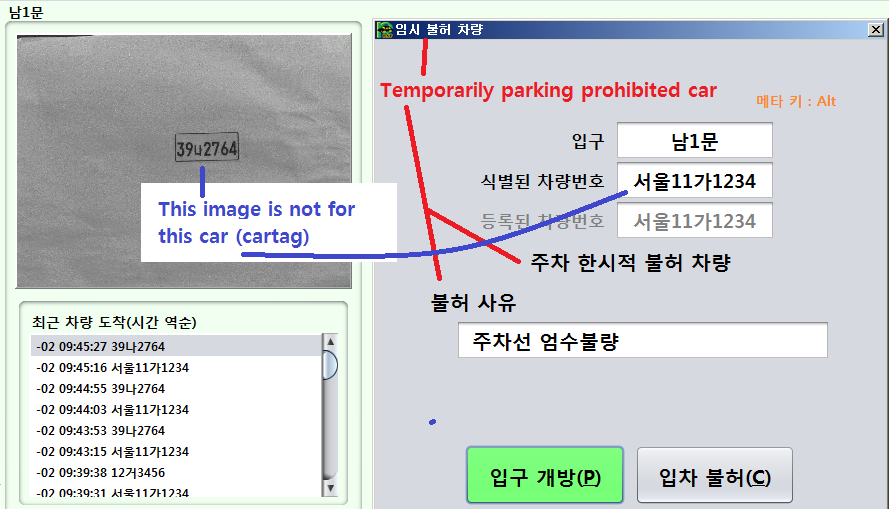 남1문
39나2764
This image is not for
this car (cartag)
최근 차량 도착(시간 역순)
-02 09:45:27 39나2764
-02 09:45:16 서울11가1234
-02 09:44:55 39나2764
-02 09:44:03 서울11가1234
-02 09:43:53 39나2764
-02 09:43:15 서울11가1234
-02 09:39:38 12거3456
-02 09:39:31 서울11가1234
임시 불허 차량
Temporarily parking prohibited car
메타 키 : Alt
입구 남1문
식별된 차량번호 서울11가1234
등록된 차량번호 서울11가1234
주차 한시적 불허 차량
불허 사유
주차선 엄수불량
입구 개방(P) 입차 불허(C)